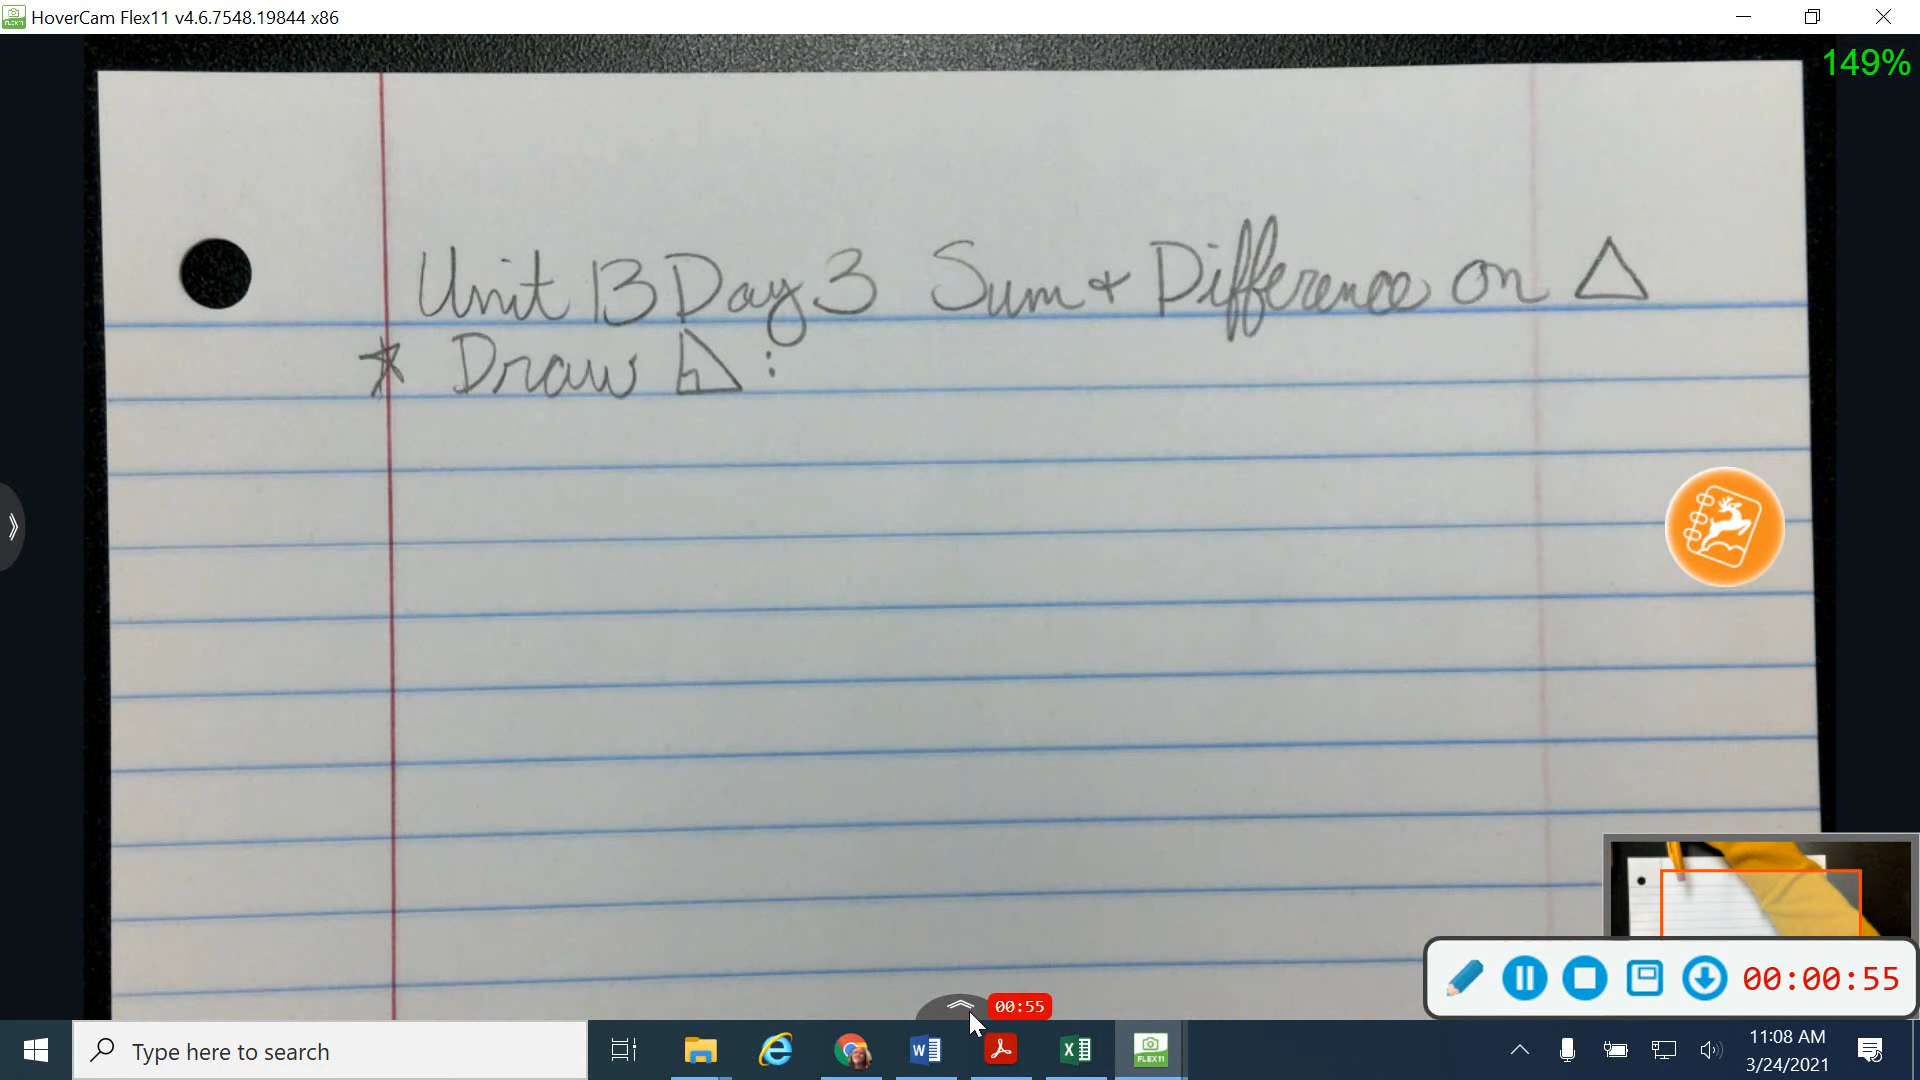 HoverCam Flex11 v4.6.7548.19844 x86
149%
Unit 13 Day 3 Sum + Difference on △
* Draw ◺ :
00:00:55
00:55
Type here to search
11:08 AM
3/24/2021
FLEX11